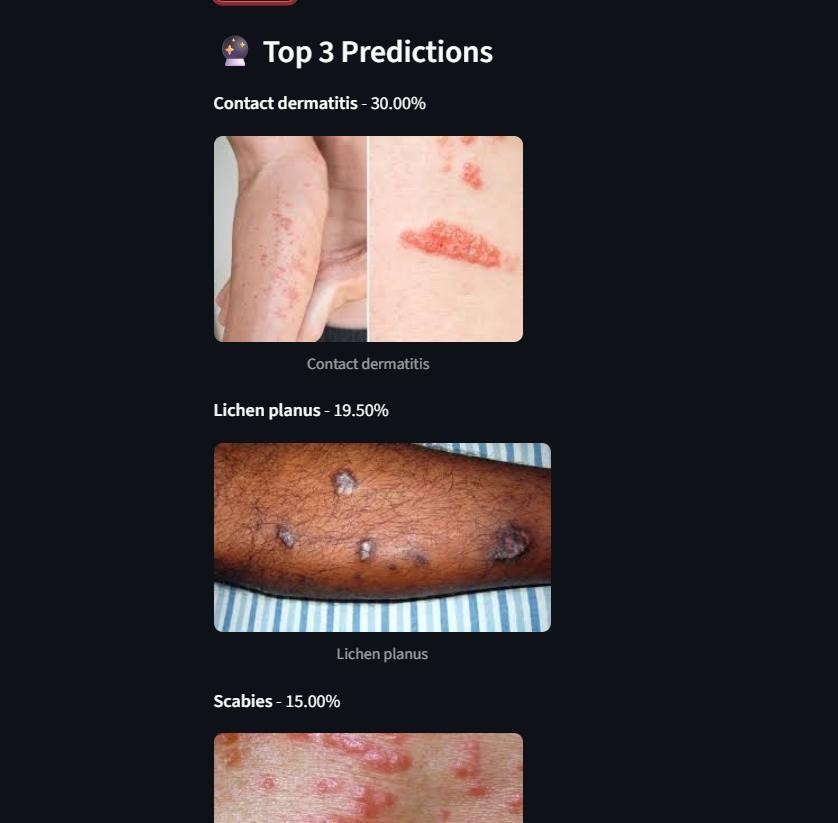 Top 3 Predictions
Contact dermatitis - 30.00%
Contact dermatitis
Lichen planus - 19.50%
Lichen planus
Scabies - 15.00%